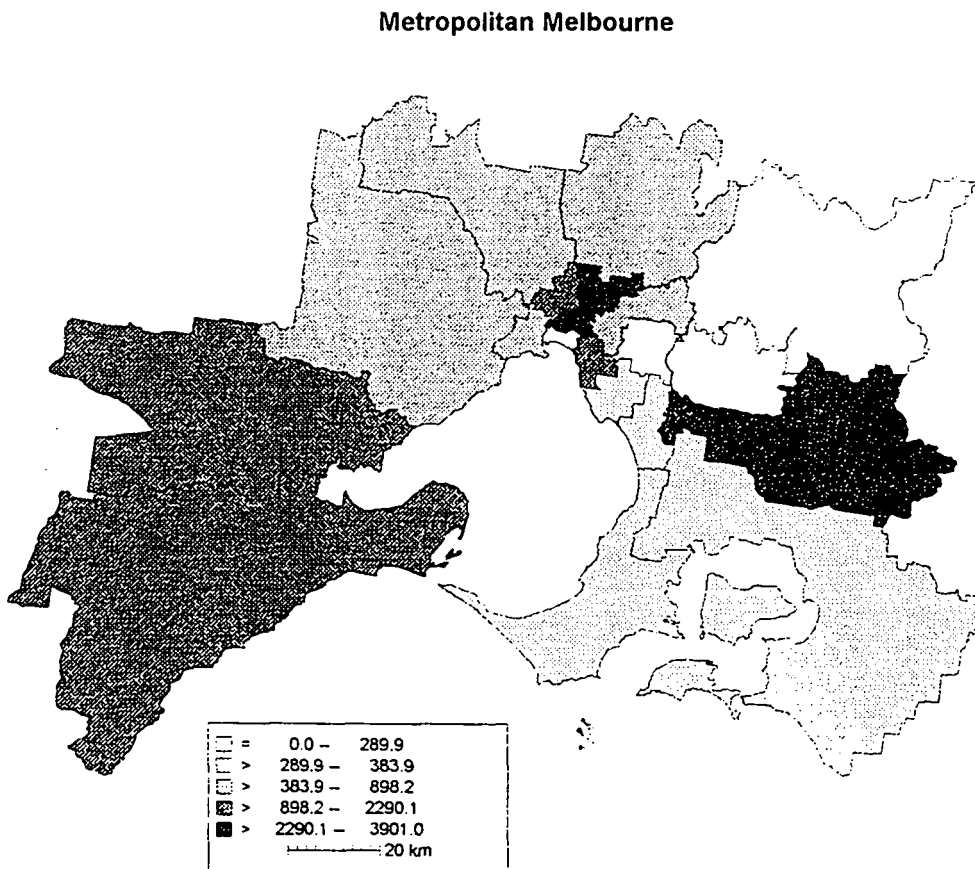 Metropolitan Melbourne
= 0.0 – 289.9
> 289.9 – 383.9
> 383.9 – 898.2
> 898.2 – 2290.1
> 2290.1 – 3901.0
20 km